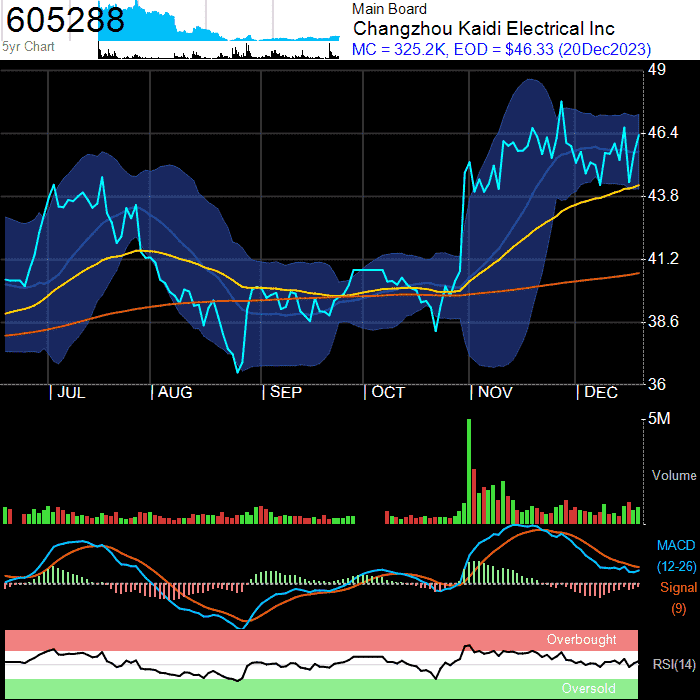 605288
5yr Chart
Main Board
Changzhou Kaidi Electrical Inc
MC = 325.2K, EOD = $46.33 (20Dec2023)
49
46.4
43.8
41.2
38.6
36
| JUL | AUG | SEP | OCT | NOV | DEC
5M
Volume
MACD
(12-26)
Signal
(9)
Overbought
RSI(14)
Oversold